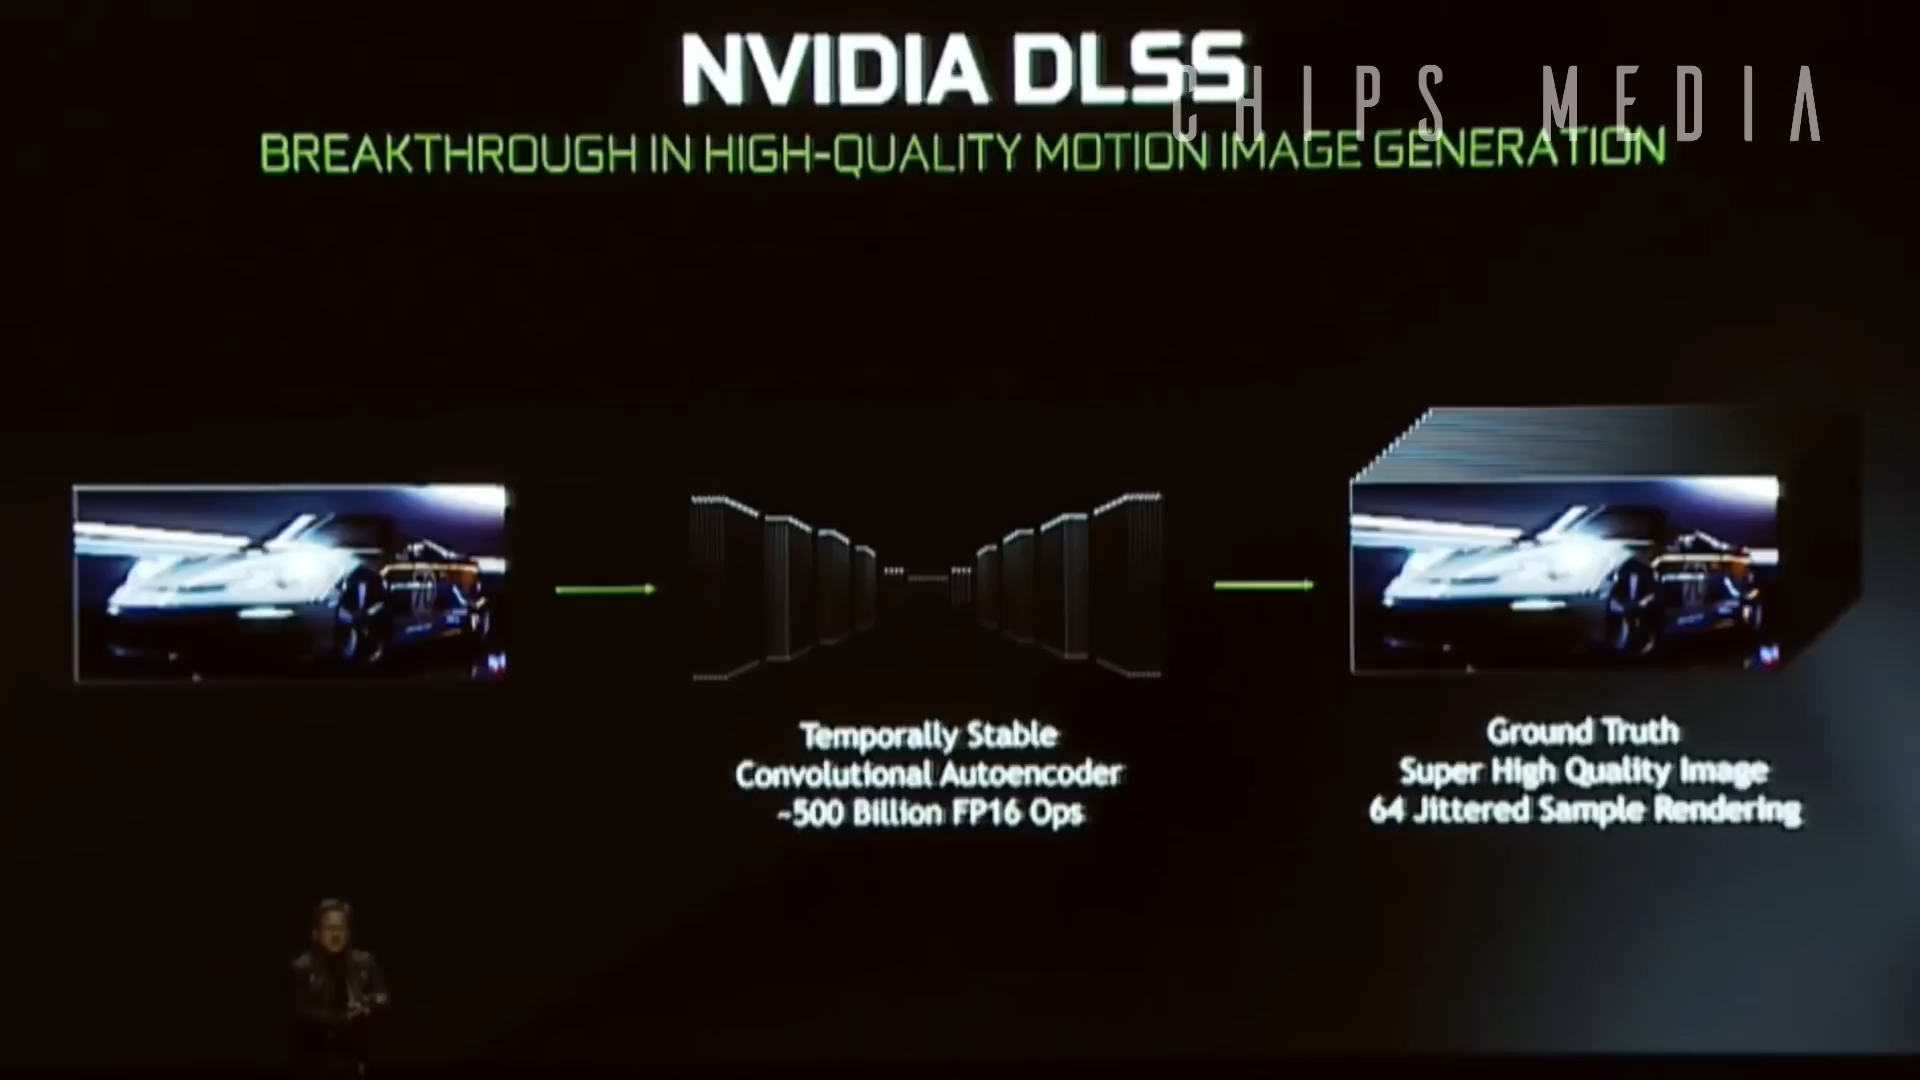 NVIDIA DLSS
CHIPS MEDIA
BREAKTHROUGH IN HIGH-QUALITY MOTION IMAGE GENERATION
Temporally Stable
Convolutional Autoencoder
~500 Billion FP16 Ops
Ground Truth
Super High Quality Image
64 Jittered Sample Rendering